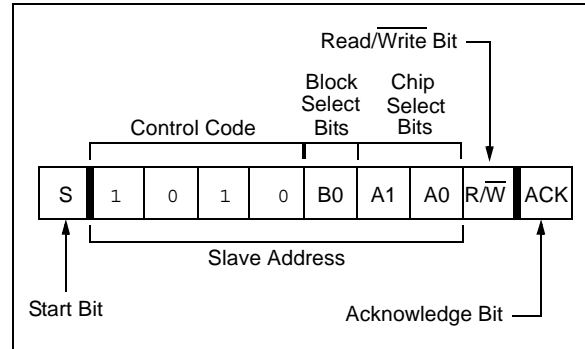 Read/Write Bit
Block Select Bits
Chip Select Bits
Control Code
S 1 0 1 0 B0 A1 A0 R/W ACK
Slave Address
Start Bit
Acknowledge Bit